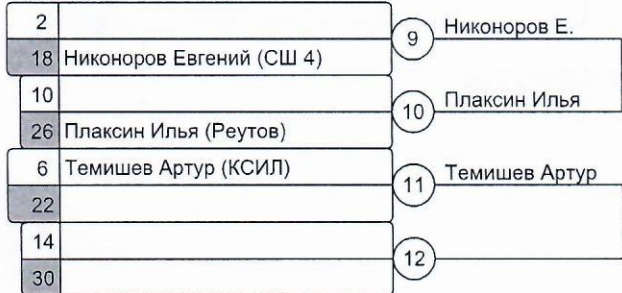 2
9 Никоноров Е.
18 Никоноров Евгений (СШ 4)
10
10 Плаксин Илья
26 Плаксин Илья (Реутов)
6 Темишев Артур (КСИЛ)
11 Темишев Артур
22
14
12
30